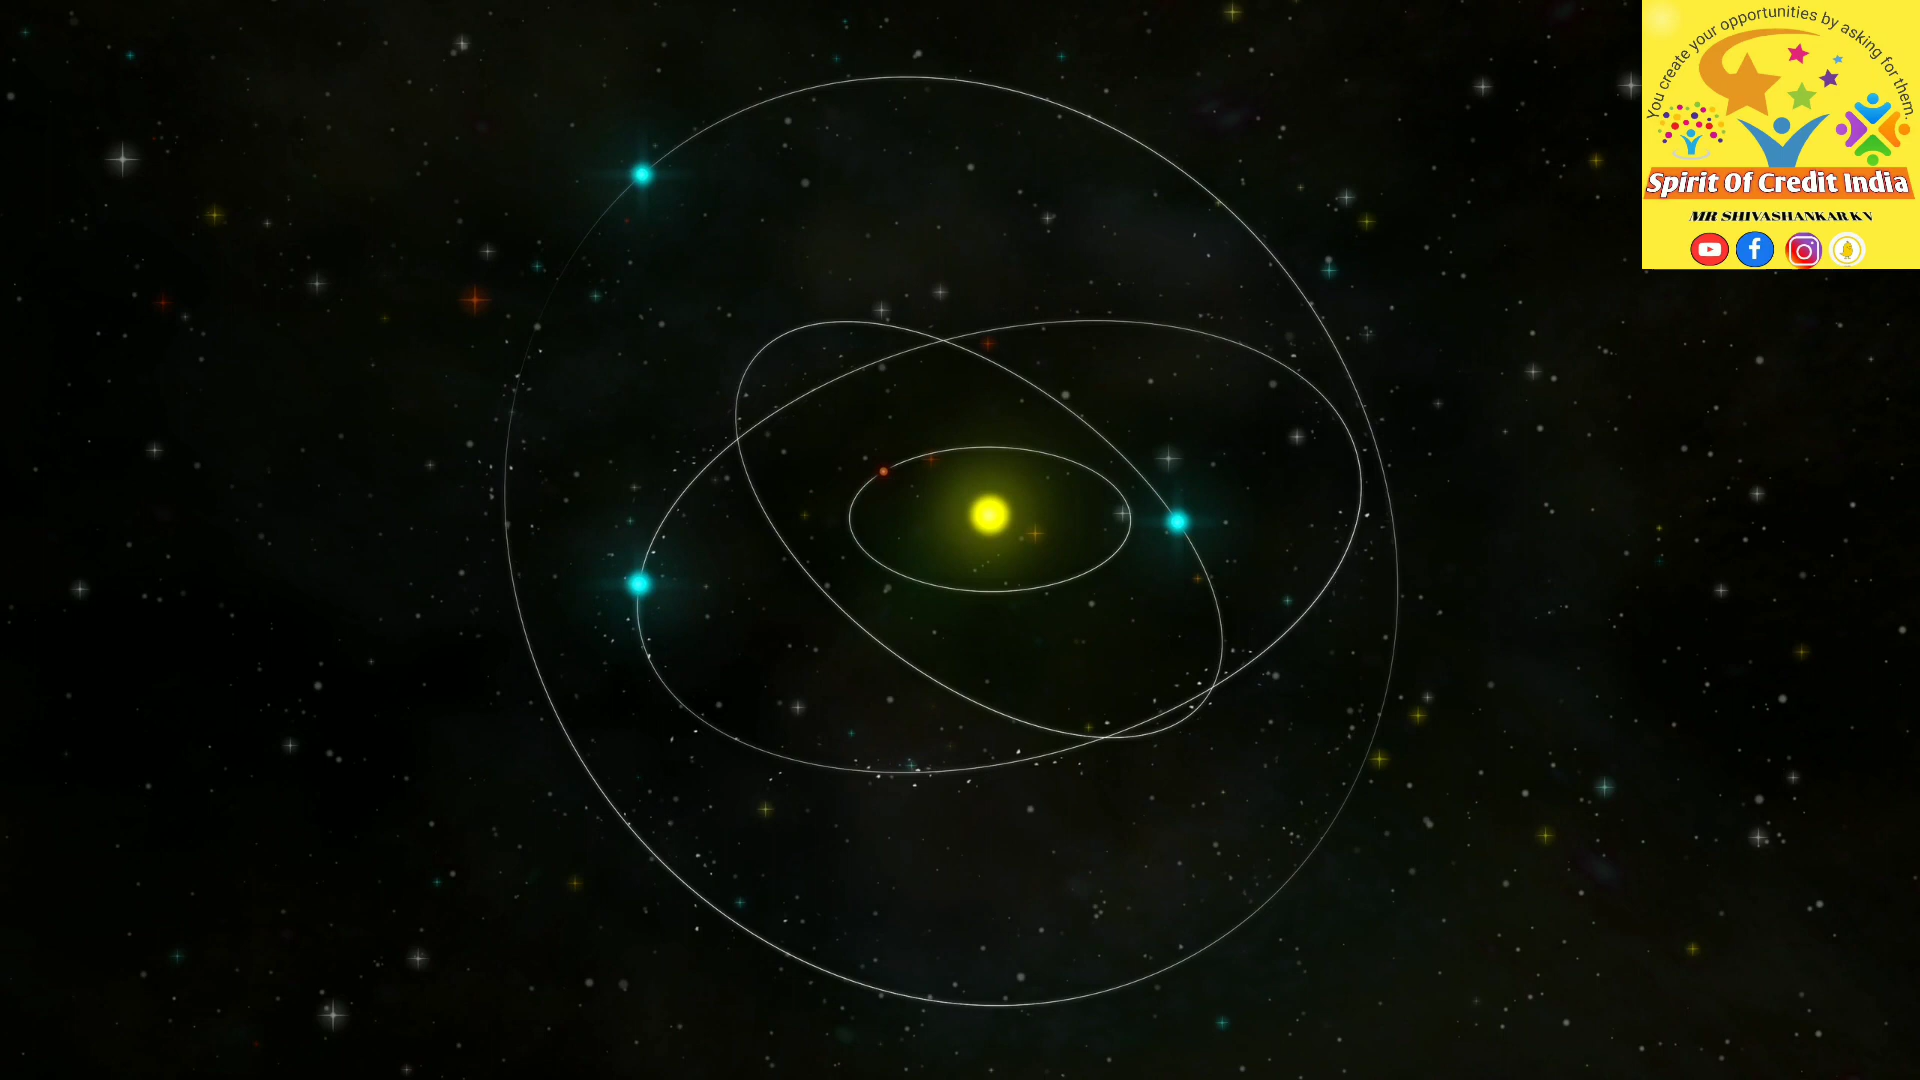 You create your opportunities by asking for them.
Spirit Of Credit India
MR SHIVASHANKAR K V